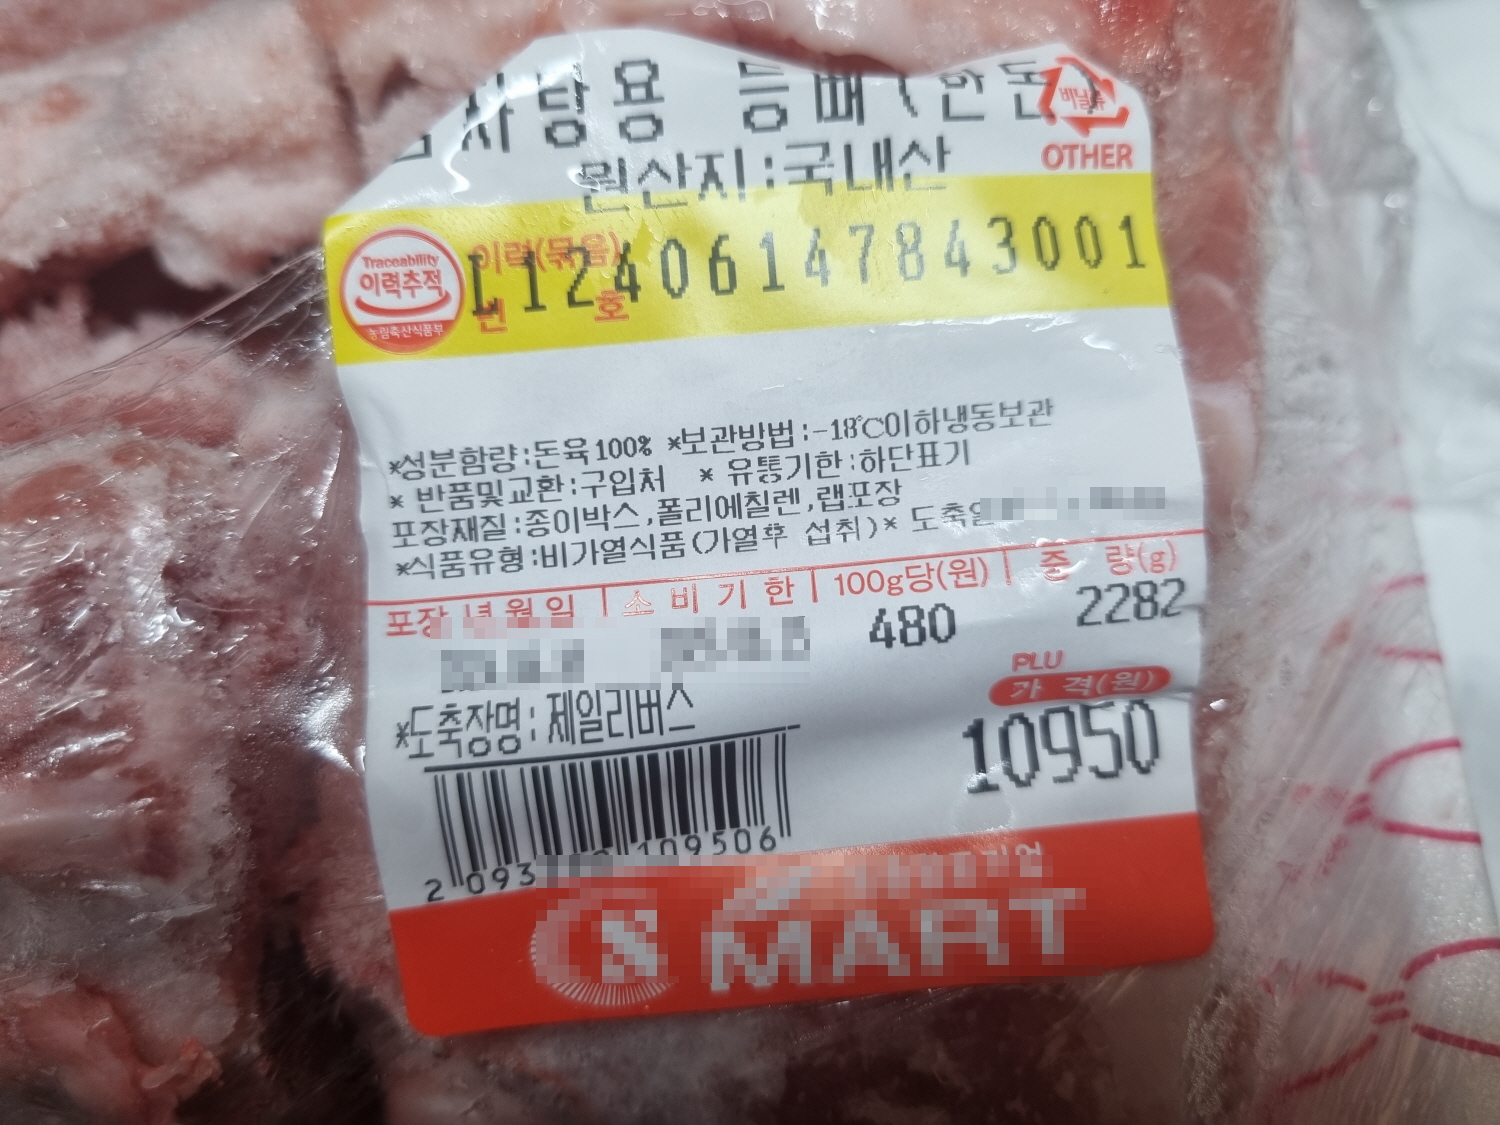 감자탕용 등뼈(한돈)
비닐류
OTHER
원산지:국내산
Traceability
이력추적
농림축산식품부
이력(묶음)
번 호
L12406147843001
*성분함량:돈육100% *보관방법:-18℃이하냉동보관
* 반품및교환:구입처 * 유통기한:하단표기
포장재질:종이박스,폴리에칠렌,랩포장
*식품유형:비가열식품(가열후 섭취)* 도축일
포장년월일 소비기한 100g당(원) 중 량(g)
480 2282
PLU
가 격(원)
*도축장명:제일리버스
10950
2 093 109506
MART